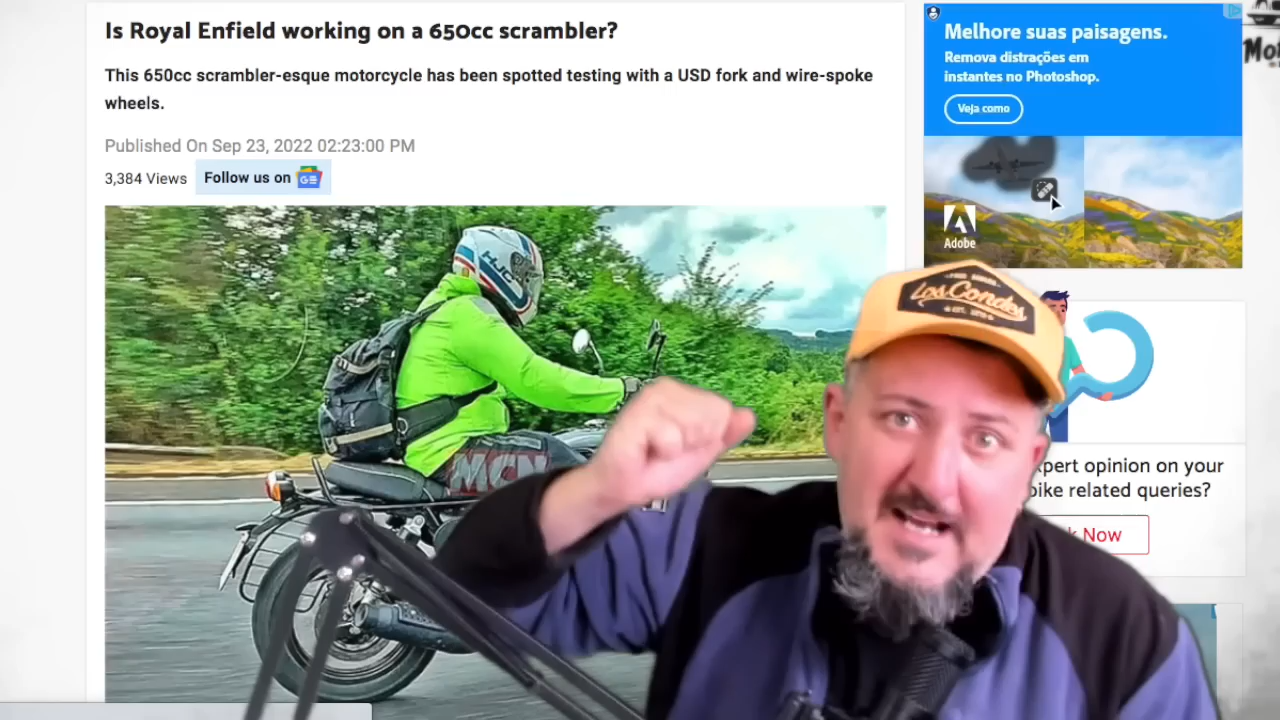 Is Royal Enfield working on a 650cc scrambler?
This 650cc scrambler-esque motorcycle has been spotted testing with a USD fork and wire-spoke
wheels.
Published On Sep 23, 2022 02:23:00 PM
3,384 Views
Follow us on
GE
HJC
MCN
Melhore suas paisagens.
Remova distrações em
instantes no Photoshop.
Veja como
Adobe
Los Condes
opinion on your
related queries?
Now